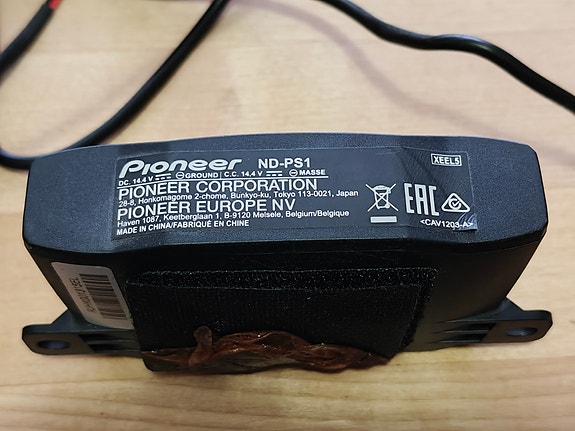 Pioneer ND-PS1
DC. 14,4 V ⎓ ⊖ GROUND | C.C. 14,4 V ⎓ ⊖ MASSE
PIONEER CORPORATION
28-8, Honkomagome 2-chome, Bunkyo-ku, Tokyo 113-0021, Japan
PIONEER EUROPE NV
Haven 1087, Keetberglaan 1, B-9120 Melsele, Belgium/Belgique
MADE IN CHINA/FABRIQUÉ EN CHINE
XEEL5
EAC
<CAV1203-A>